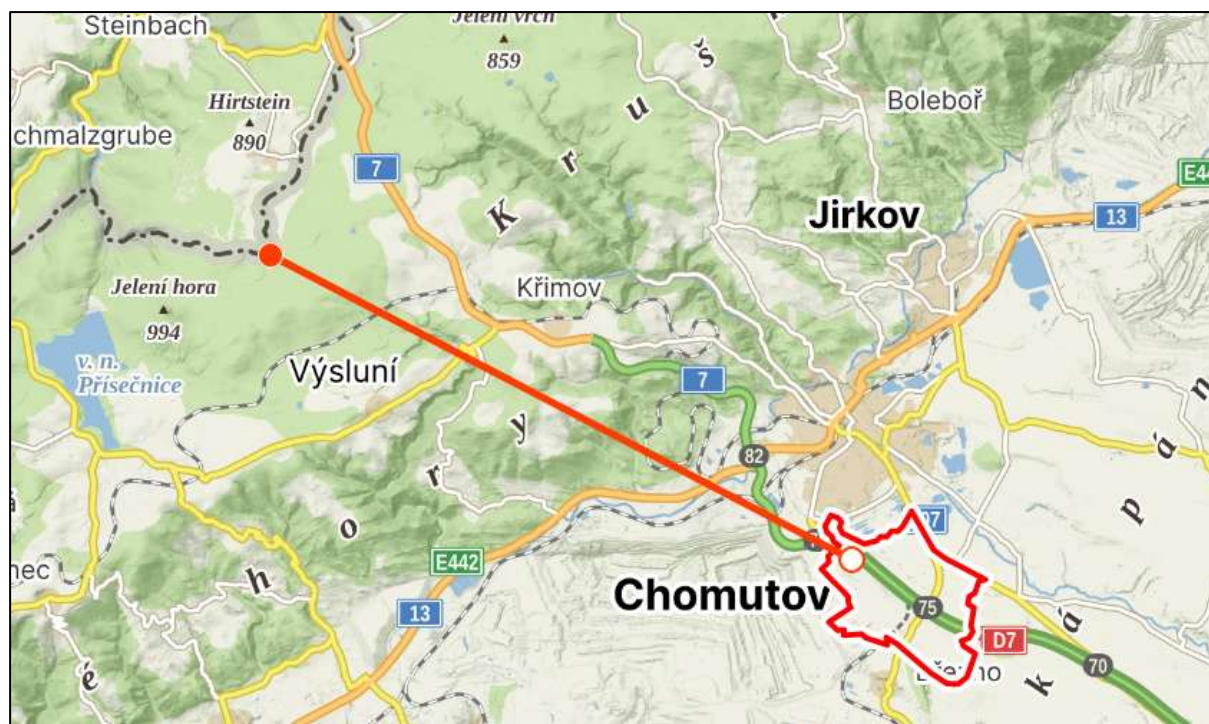 Steinbach
Jelení vrch
859
Hirtstein
890
chmalzgrube
Boleboř
7
E44
13
Jirkov
Jelení hora
994
Křimov
v. n.
Přísečnice
Výsluní
7
82
E442
13
Chomutov
75
D7
70
K r u š
é h o r y
k á p á n